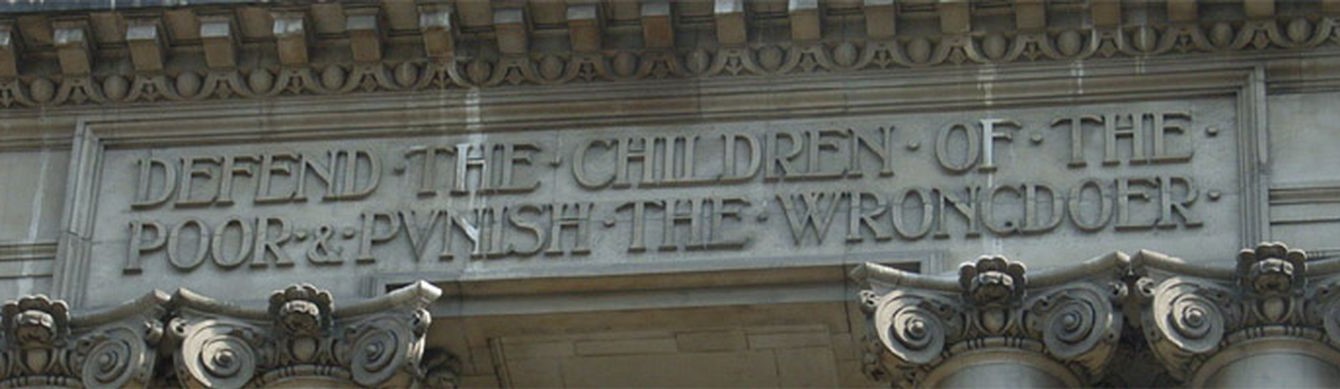 DEFEND · THE · CHILDREN · OF · THE ·
POOR · & · PVNISH · THE · WRONGDOER ·